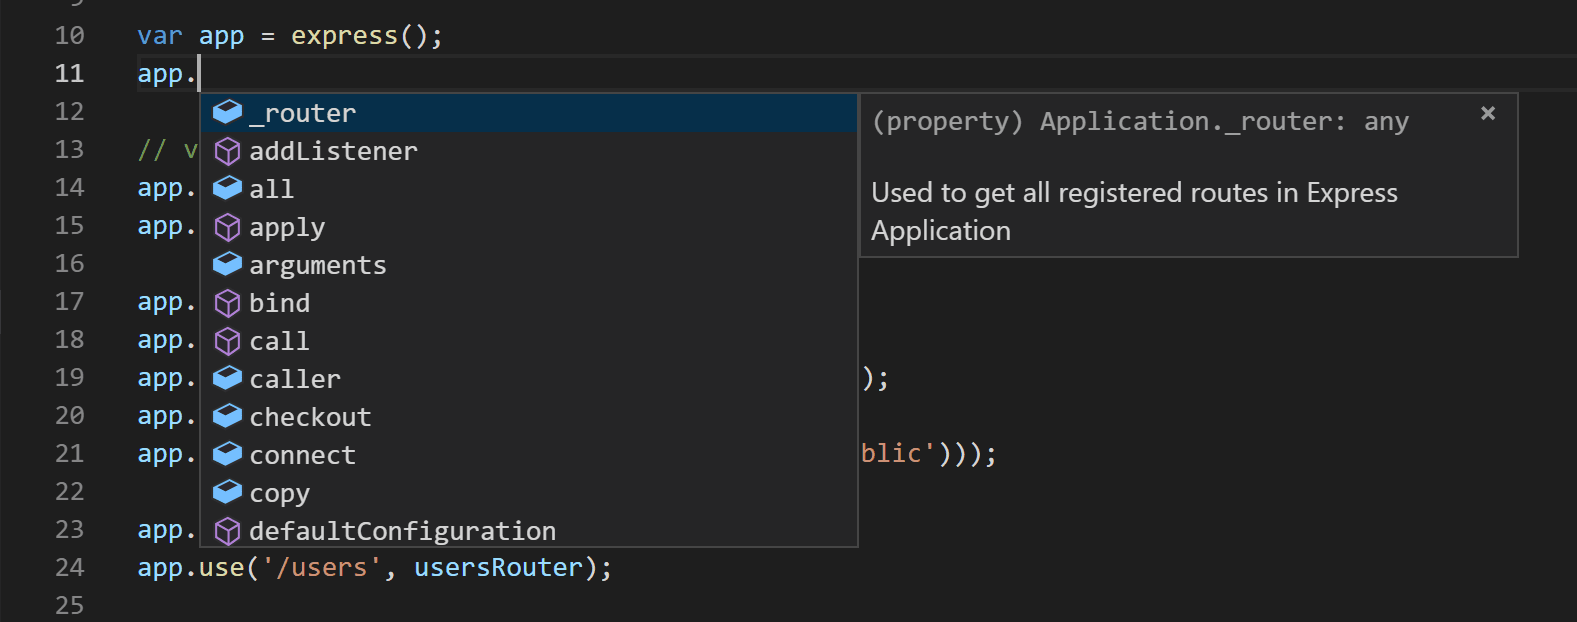 10 var app = express();
11 app.
12 _router
(property) Application._router: any ×
Used to get all registered routes in Express
Application
addListener
all
apply
arguments
bind
call
caller
checkout
connect
copy
defaultConfiguration
13 // v
14 app.
15 app.
16
17 app.
18 app.
19 app. );
20 app.
21 app. blic')));
22
23 app.
24 app.use('/users', usersRouter);
25